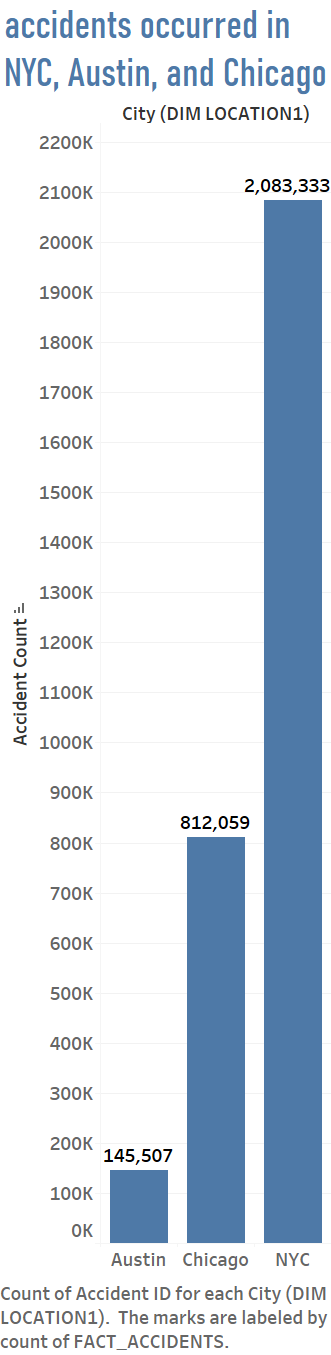 accidents occurred in
NYC, Austin, and Chicago
City (DIM LOCATION1)
2200K
2100K
2,083,333
2000K
1900K
1800K
1700K
1600K
1500K
1400K
1300K
1200K
1100K
1000K
900K
800K
812,059
700K
600K
500K
400K
300K
200K
145,507
100K
0K
Accident Count
Austin Chicago NYC
Count of Accident ID for each City (DIM
LOCATION1). The marks are labeled by
count of FACT_ACCIDENTS.